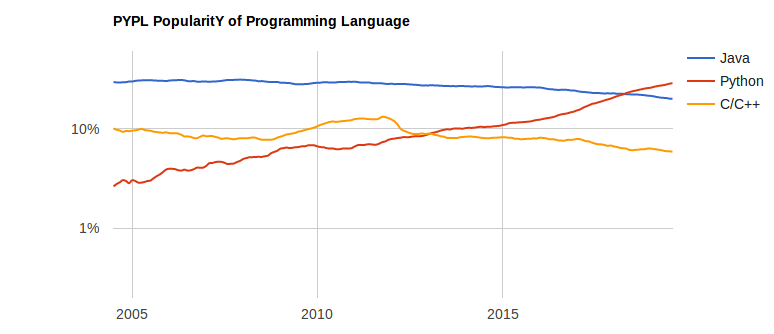 PYPL PopularitY of Programming Language
Java
Python
C/C++
10%
1%
2005
2010
2015